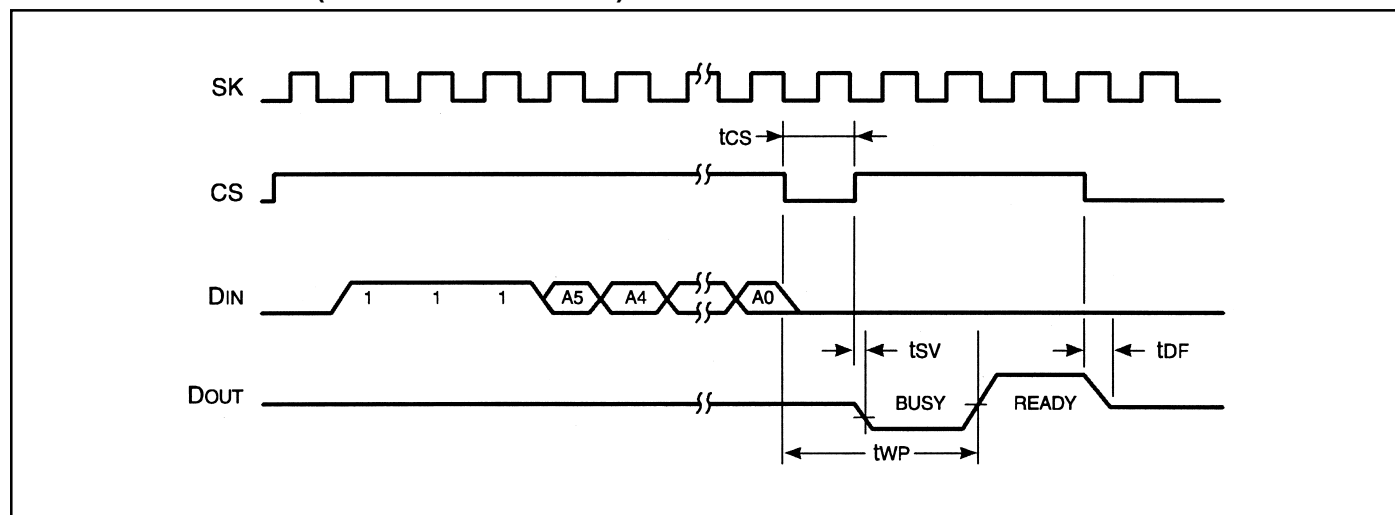 SK
tCS
CS
DIN
1 1 1 A5 A4 A0
tSV
tDF
DOUT
BUSY
READY
tWP